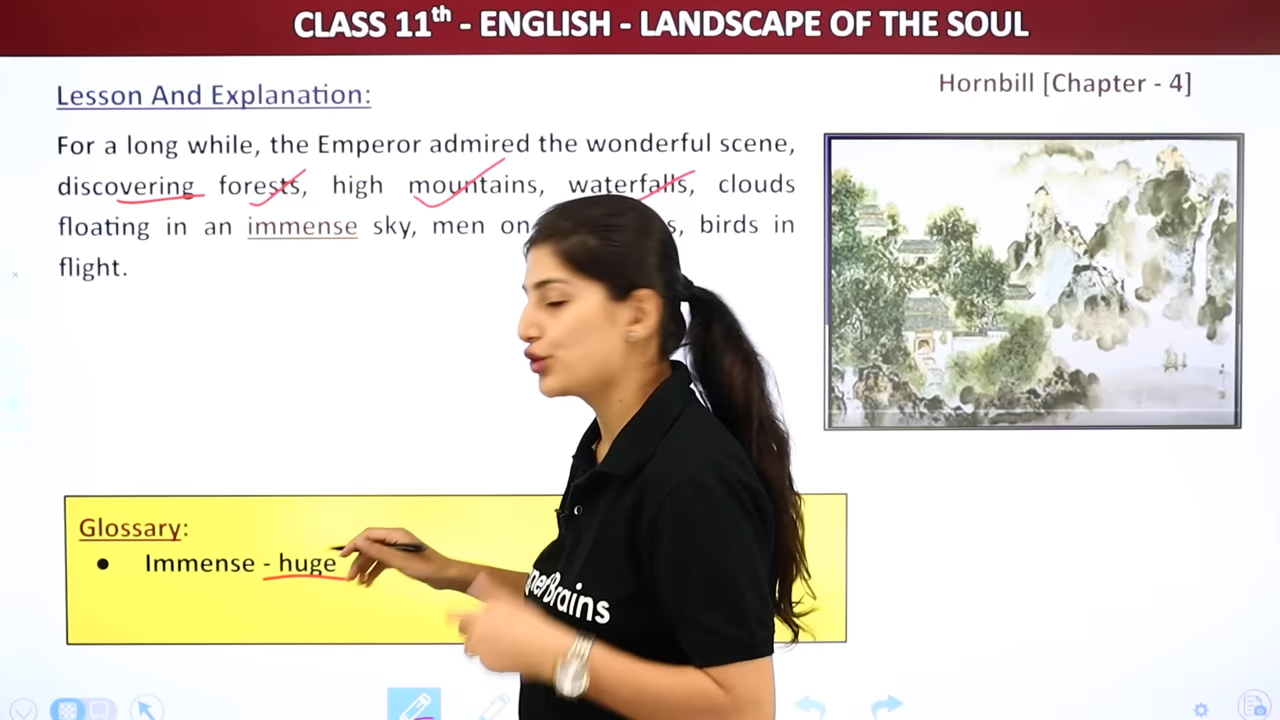 CLASS 11th - ENGLISH - LANDSCAPE OF THE SOUL
Hornbill [Chapter - 4]
Lesson And Explanation:
For a long while, the Emperor admired the wonderful scene,
discovering forests, high mountains, waterfalls, clouds
floating in an immense sky, men on birds in
flight.
Glossary:
● Immense - huge
Brains